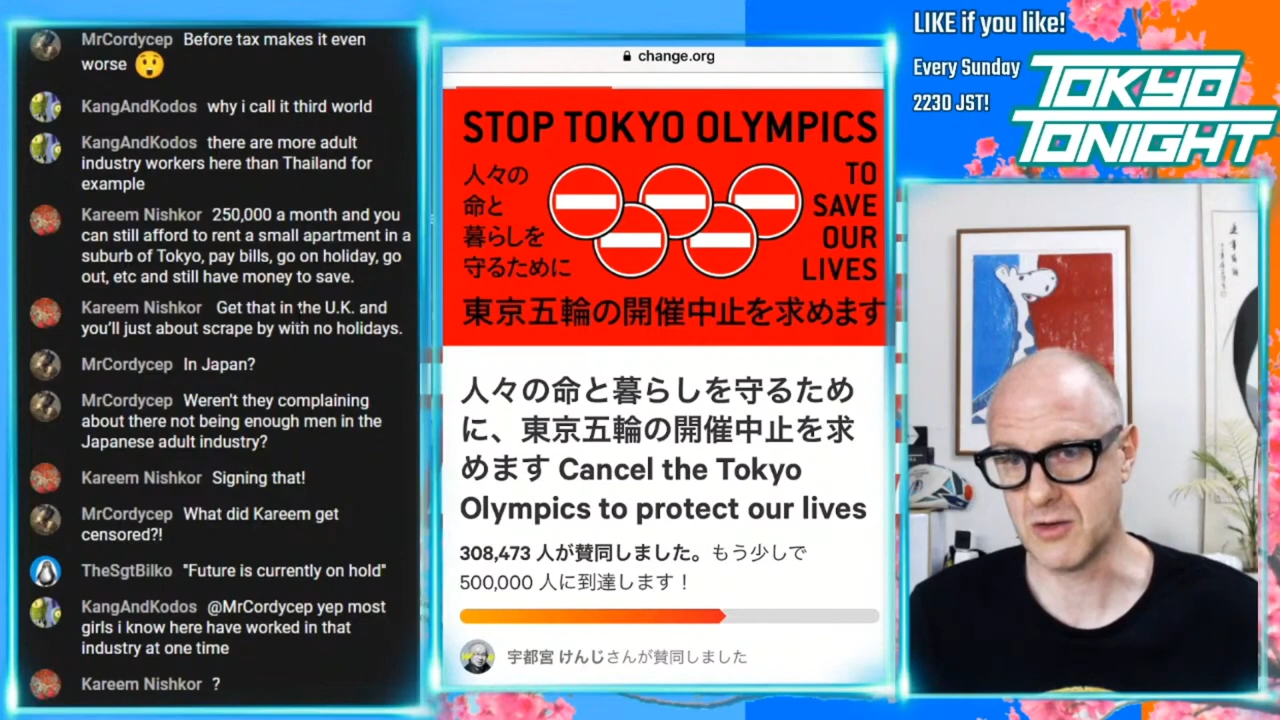 MrCordycep Before tax makes it even
worse 😲
KangAndKodos why i call it third world
KangAndKodos there are more adult
industry workers here than Thailand for
example
Kareem Nishkor 250,000 a month and you
can still afford to rent a small apartment in a
suburb of Tokyo, pay bills, go on holiday, go
out, etc and still have money to save.
Kareem Nishkor Get that in the U.K. and
you'll just about scrape by with no holidays.
MrCordycep In Japan?
MrCordycep Weren't they complaining
about there not being enough men in the
Japanese adult industry?
Kareem Nishkor Signing that!
MrCordycep What did Kareem get
censored?!
TheSgtBilko "Future is currently on hold"
KangAndKodos @MrCordycep yep most
girls i know here have worked in that
industry at one time
Kareem Nishkor ?
change.org
STOP TOKYO OLYMPICS
TO
SAVE
OUR
LIVES
人々の
命と
暮らしを
守るために
東京五輪の開催中止を求めます
人々の命と暮らしを守るため
に、東京五輪の開催中止を求
めます Cancel the Tokyo
Olympics to protect our lives
308,473 人が賛同しました。もう少しで
500,000 人に到達します！
宇都宮 けんじさんが賛同しました
LIKE if you like!
Every Sunday
2230 JST!
TOKYO
TONIGHT